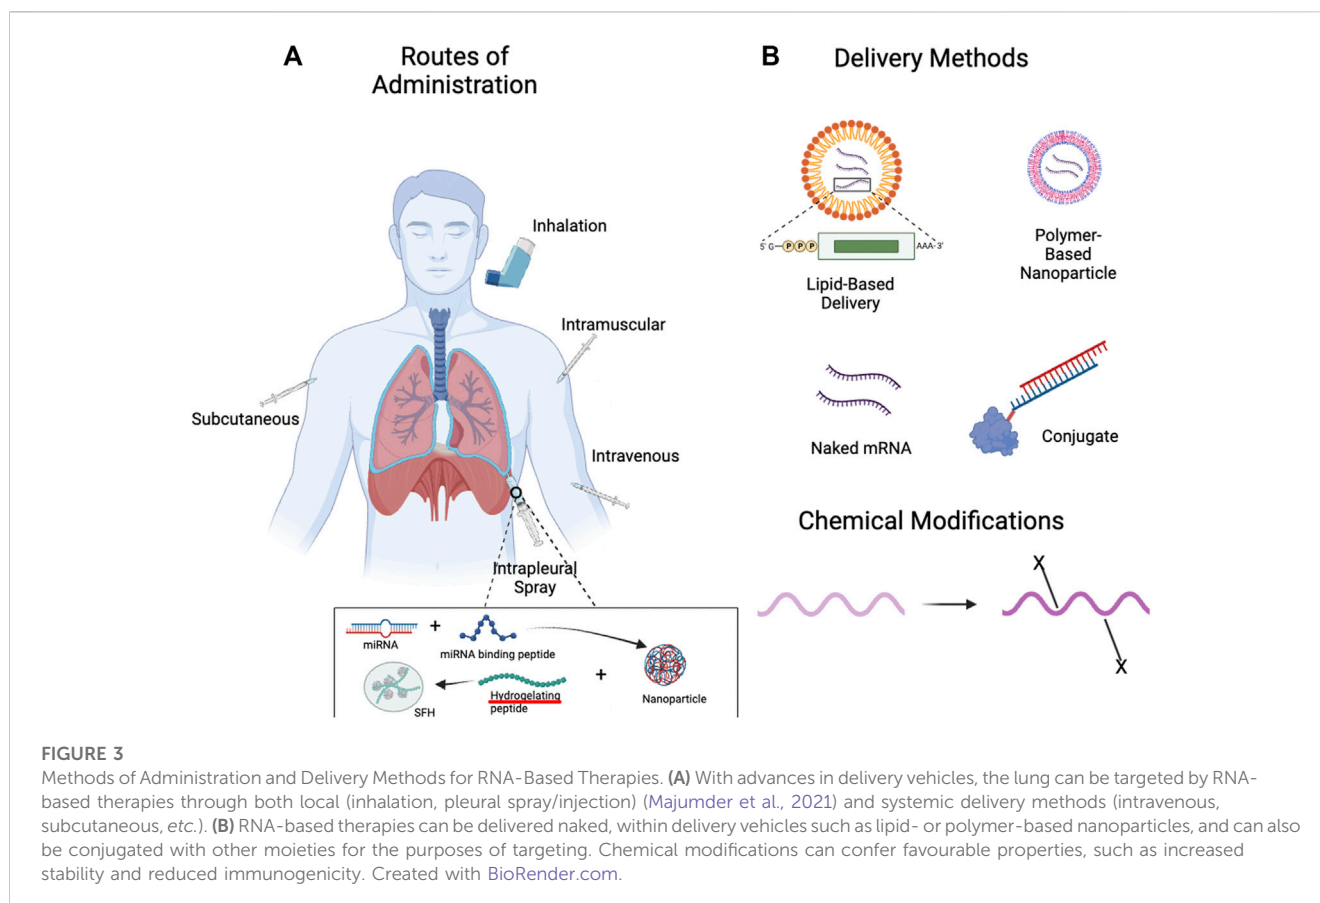 A
Routes of
Administration
Inhalation
Intramuscular
Subcutaneous
Intravenous
Intrapleural
Spray
miRNA
+
miRNA binding peptide
SFH
Hydrogelating
peptide
+
Nanoparticle
B
Delivery Methods
5' G PPP AAA-3'
Lipid-Based
Delivery
Polymer-
Based
Nanoparticle
Naked mRNA
Conjugate
Chemical Modifications
X
X
FIGURE 3
Methods of Administration and Delivery Methods for RNA-Based Therapies. (A) With advances in delivery vehicles, the lung can be targeted by RNA-
based therapies through both local (inhalation, pleural spray/injection) (Majumder et al., 2021) and systemic delivery methods (intravenous,
subcutaneous, etc.). (B) RNA-based therapies can be delivered naked, within delivery vehicles such as lipid- or polymer-based nanoparticles, and can also
be conjugated with other moieties for the purposes of targeting. Chemical modifications can confer favourable properties, such as increased
stability and reduced immunogenicity. Created with BioRender.com.